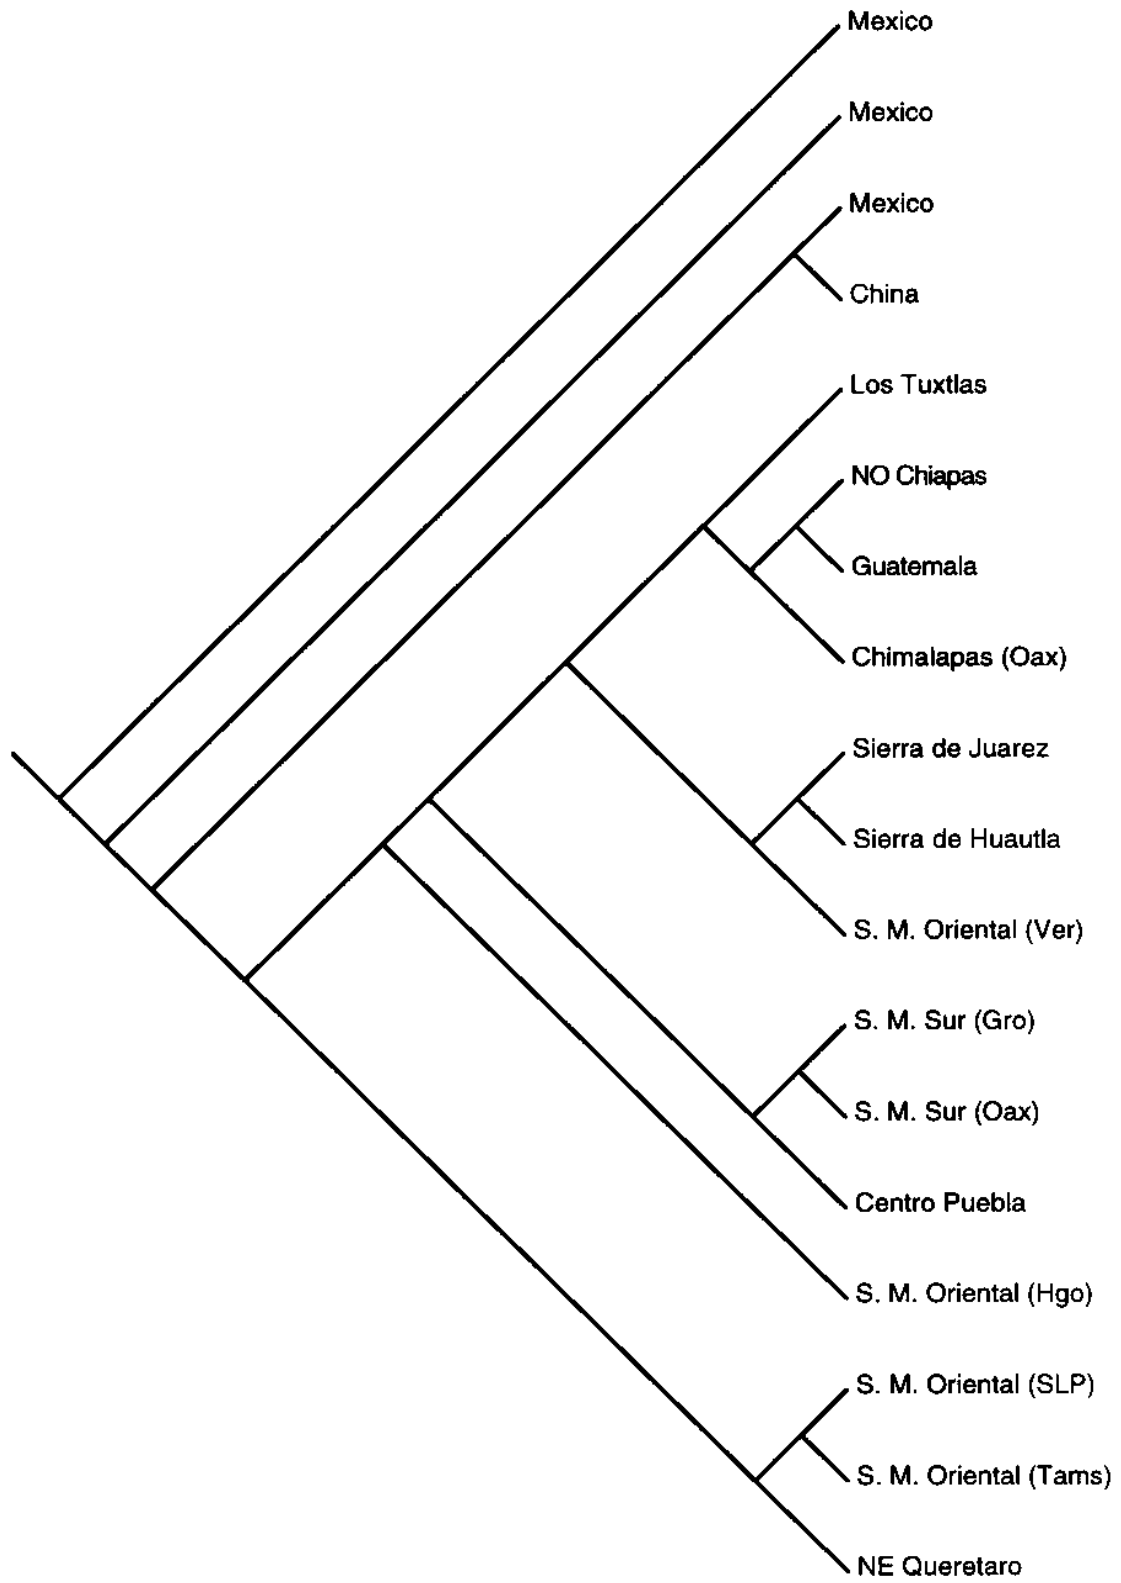 Mexico
Mexico
Mexico
China
Los Tuxtlas
NO Chiapas
Guatemala
Chimalapas (Oax)
Sierra de Juarez
Sierra de Huautla
S. M. Oriental (Ver)
S. M. Sur (Gro)
S. M. Sur (Oax)
Centro Puebla
S. M. Oriental (Hgo)
S. M. Oriental (SLP)
S. M. Oriental (Tams)
NE Queretaro